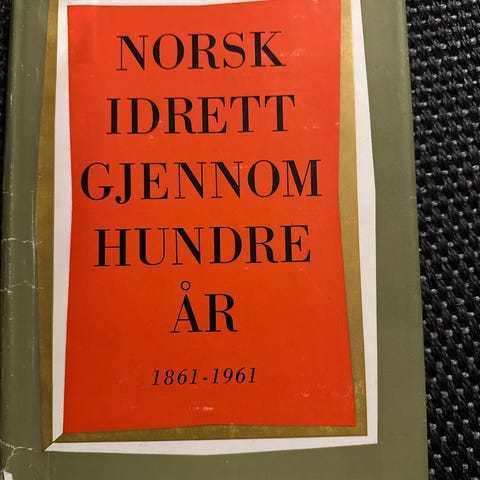 NORSK
IDRETT
GJENNOM
HUNDRE
ÅR
1861-1961